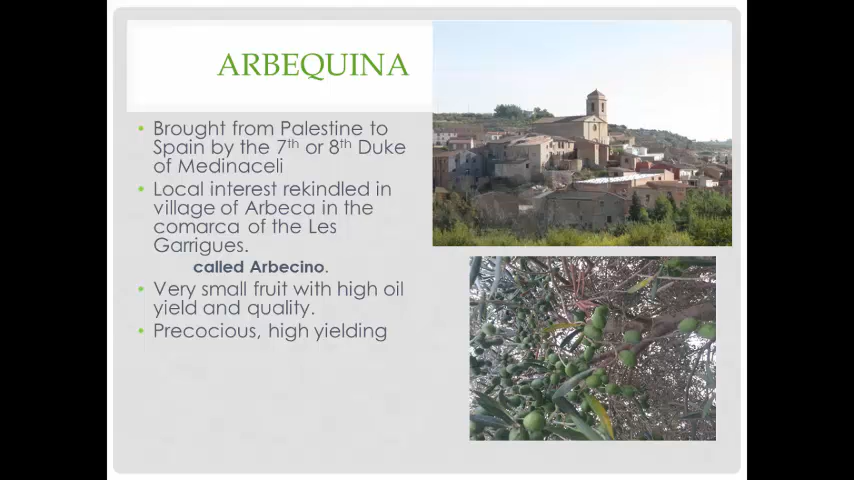 ARBEQUINA
• Brought from Palestine to
Spain by the 7th or 8th Duke
of Medinaceli
• Local interest rekindled in
village of Arbeca in the
comarca of the Les
Garrigues.
called Arbecino.
• Very small fruit with high oil
yield and quality.
• Precocious, high yielding